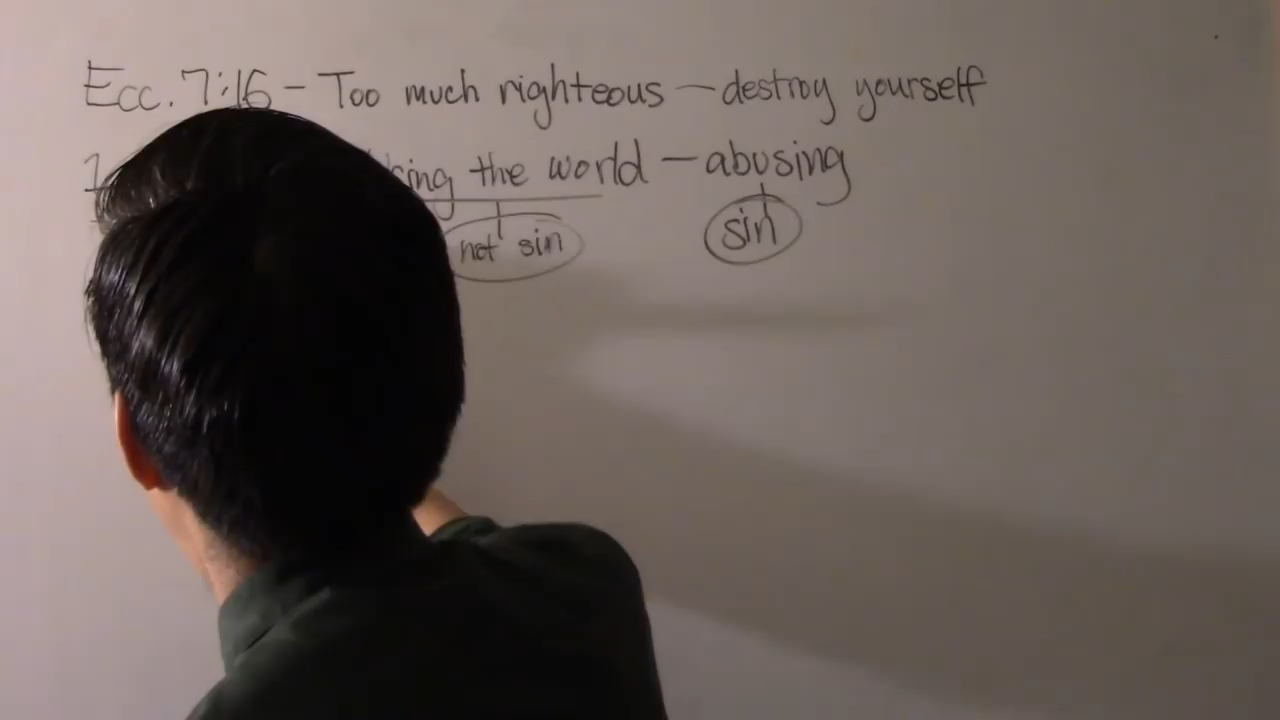 Ecc. 7:16 - Too much righteous - destroy yourself
the world - abusing
not sin sin